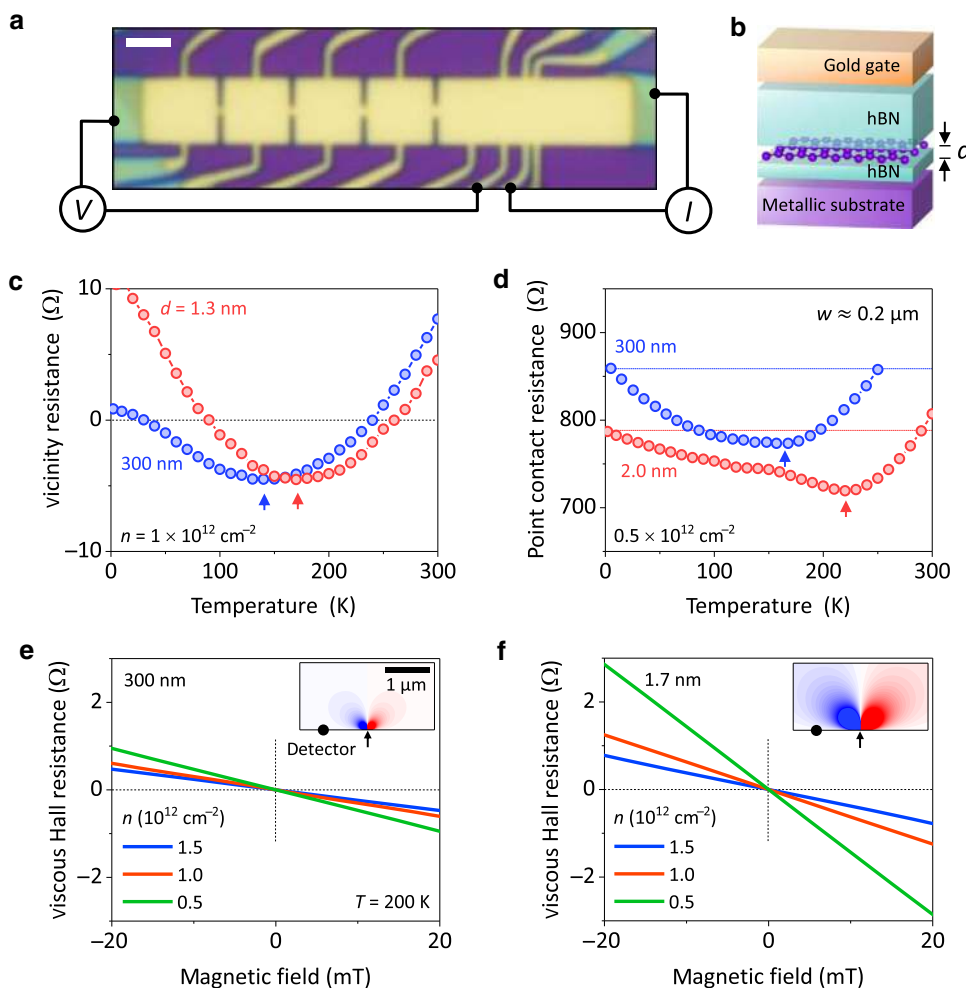 a
V
I
b
Gold gate
hBN
d
hBN
Metallic substrate
c
vicinity resistance (Ω)
10
0
−10
d = 1.3 nm
300 nm
n = 1 × 10¹² cm⁻²
0 100 200 300
Temperature (K)
d
Point contact resistance (Ω)
900
800
700
w ≈ 0.2 µm
300 nm
2.0 nm
0.5 × 10¹² cm⁻²
0 100 200 300
Temperature (K)
e
viscous Hall resistance (Ω)
2
0
−2
300 nm
1 µm
Detector
n (10¹² cm⁻²)
1.5
1.0
0.5
T = 200 K
−20 0 20
Magnetic field (mT)
f
viscous Hall resistance (Ω)
2
0
−2
1.7 nm
n (10¹² cm⁻²)
1.5
1.0
0.5
−20 0 20
Magnetic field (mT)